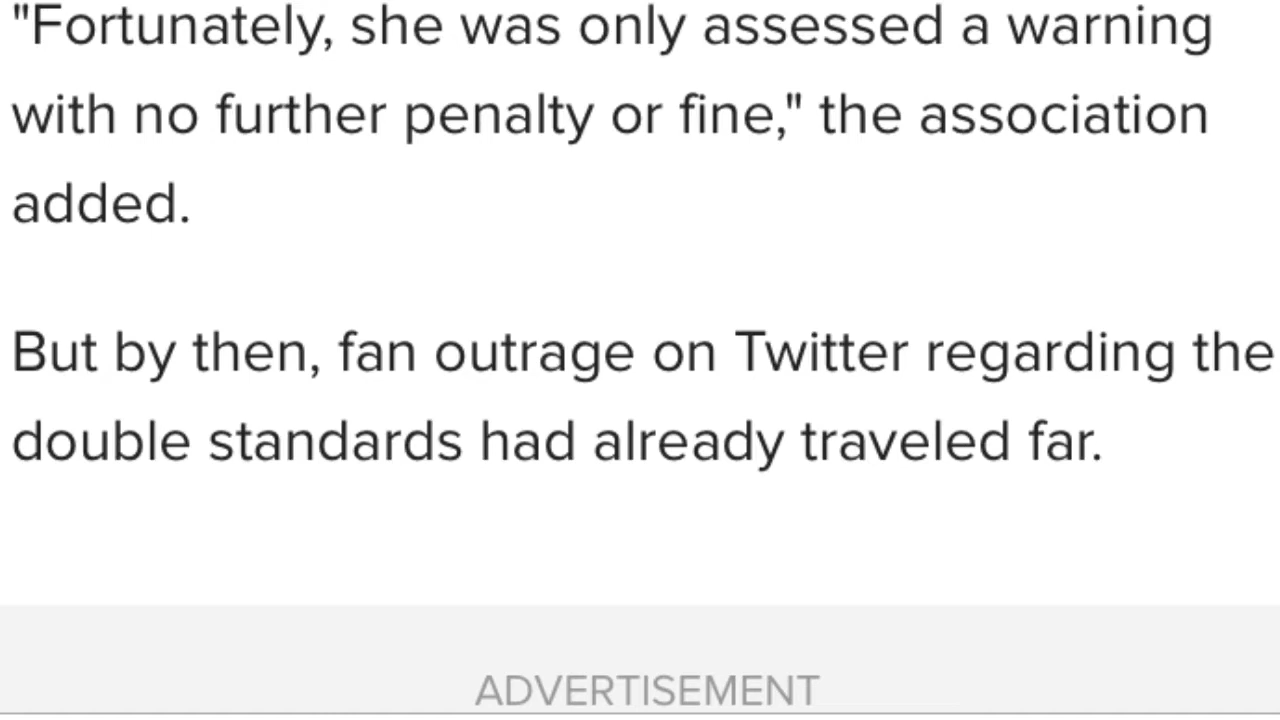 "Fortunately, she was only assessed a warning
with no further penalty or fine," the association
added.
But by then, fan outrage on Twitter regarding the
double standards had already traveled far.
ADVERTISEMENT